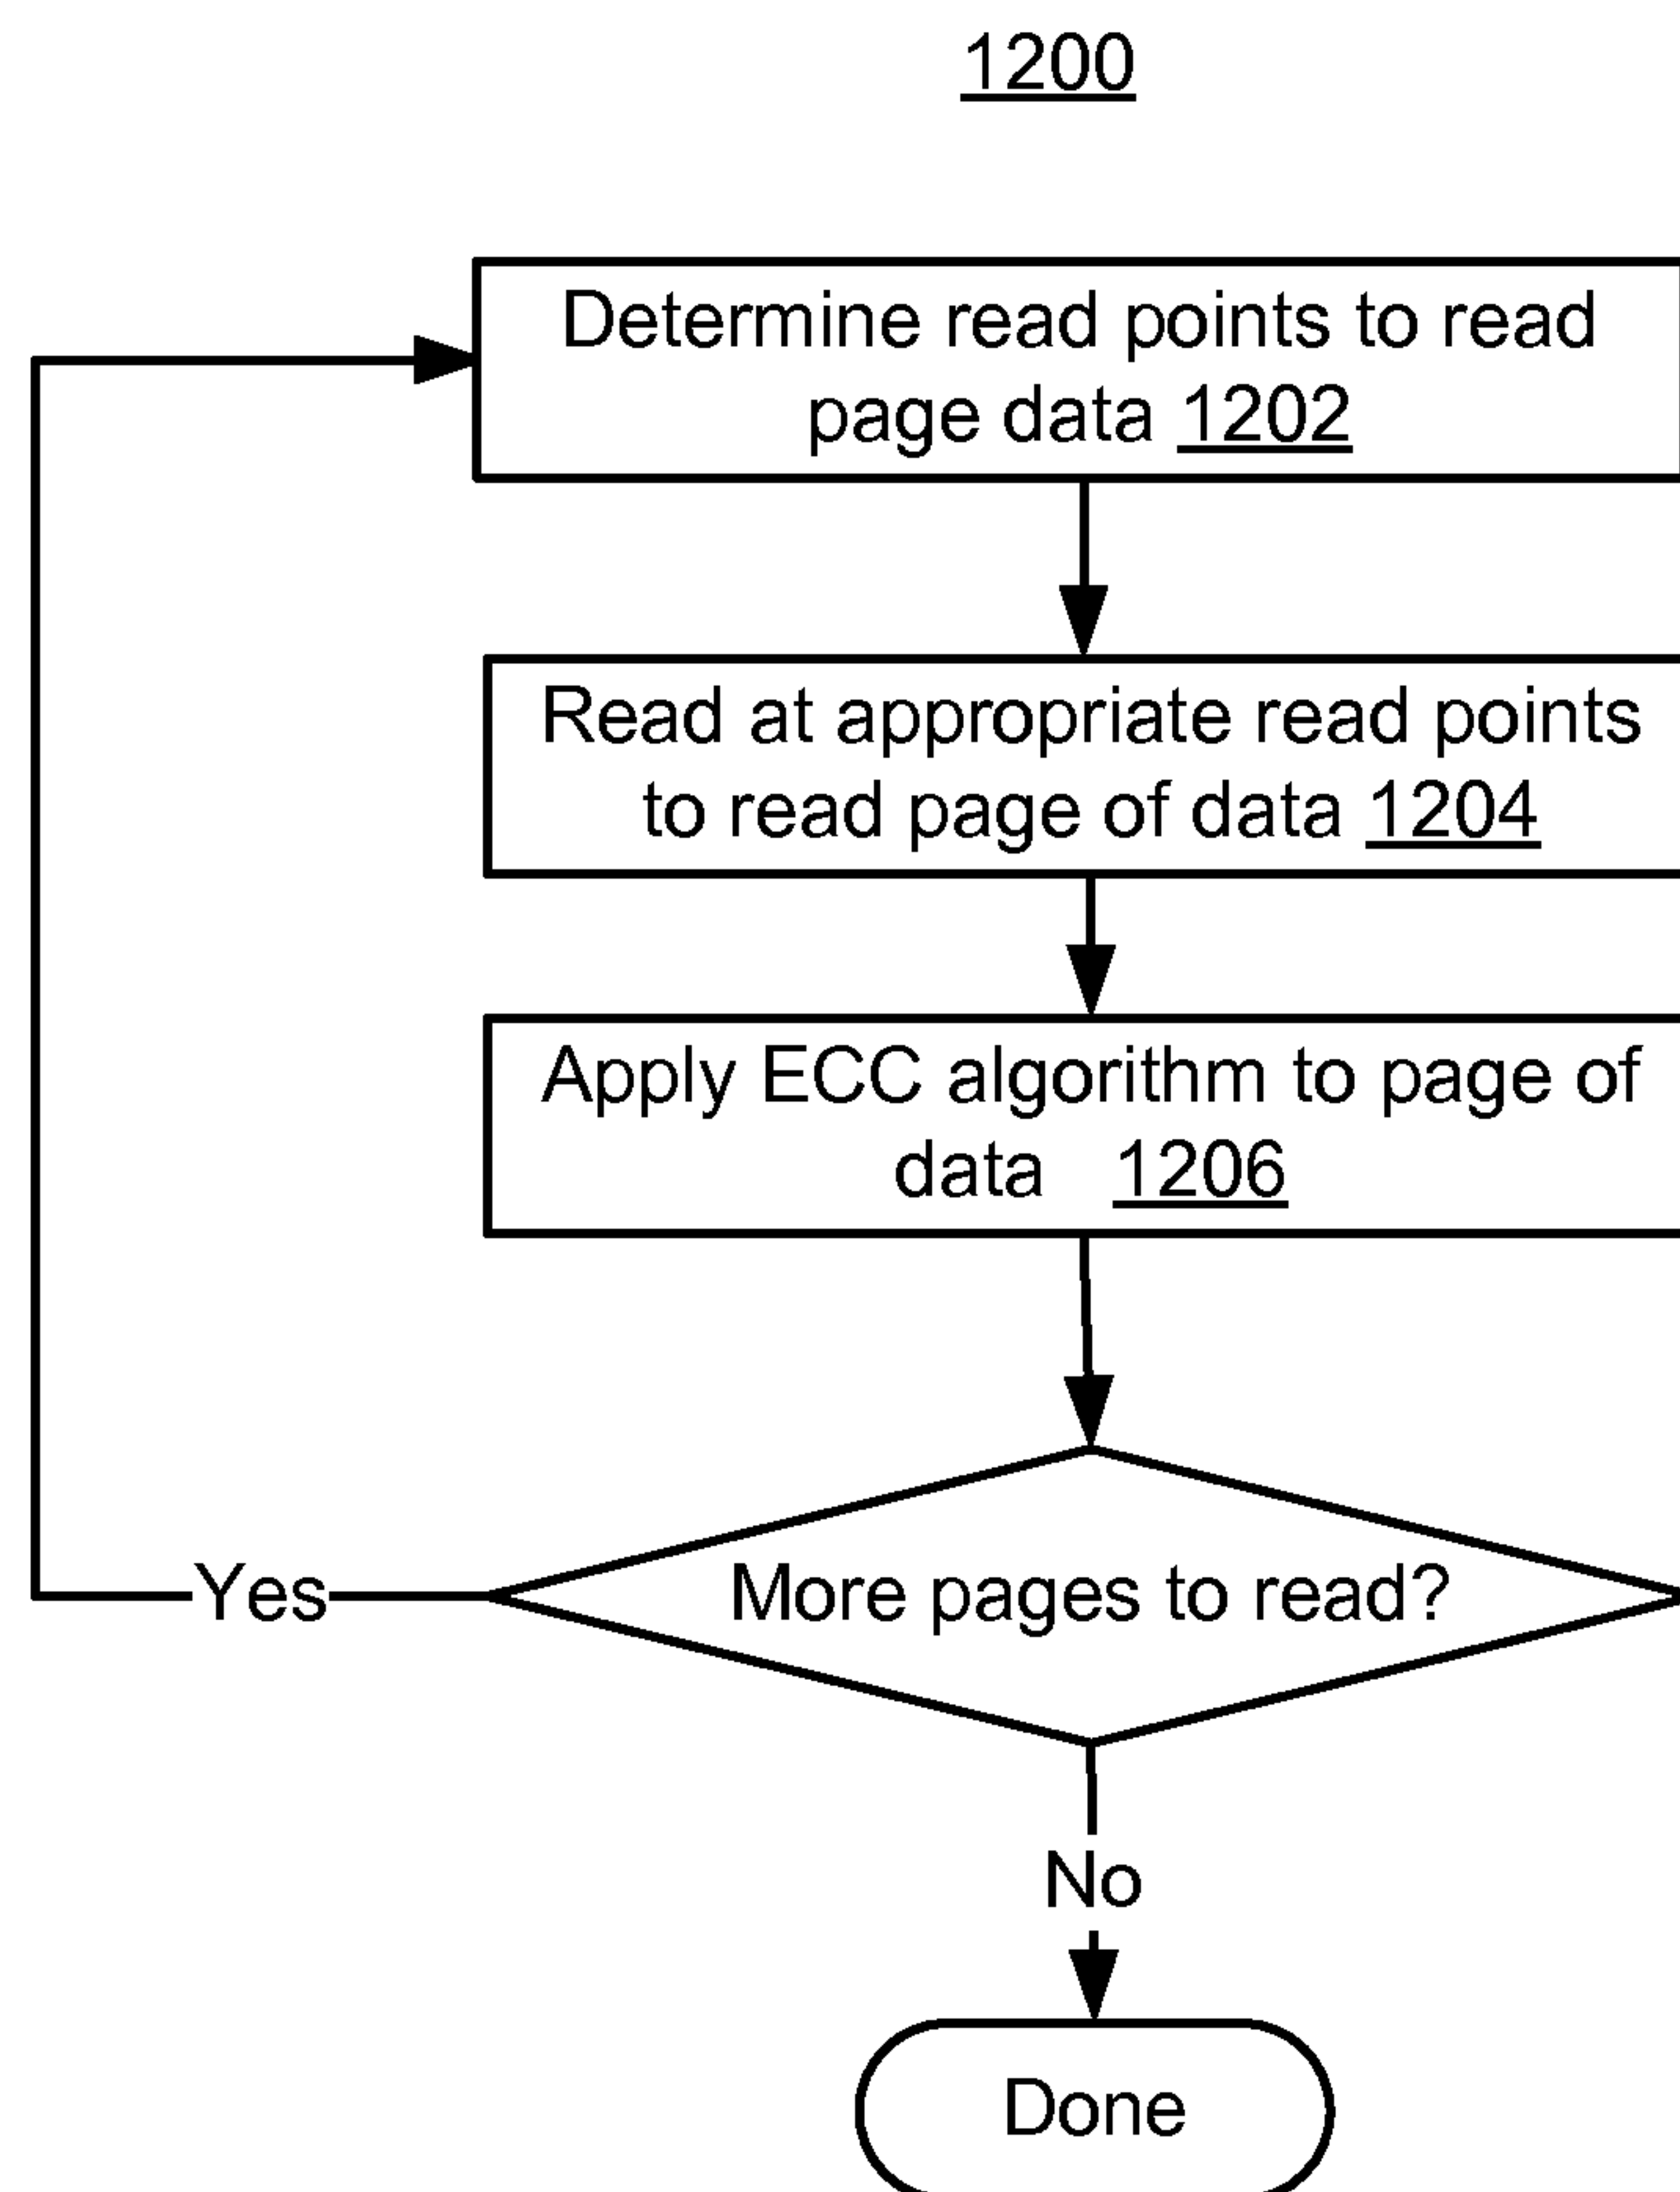 1200
Determine read points to read
page data 1202
Read at appropriate read points
to read page of data 1204
Apply ECC algorithm to page of
data 1206
Yes
More pages to read?
No
Done